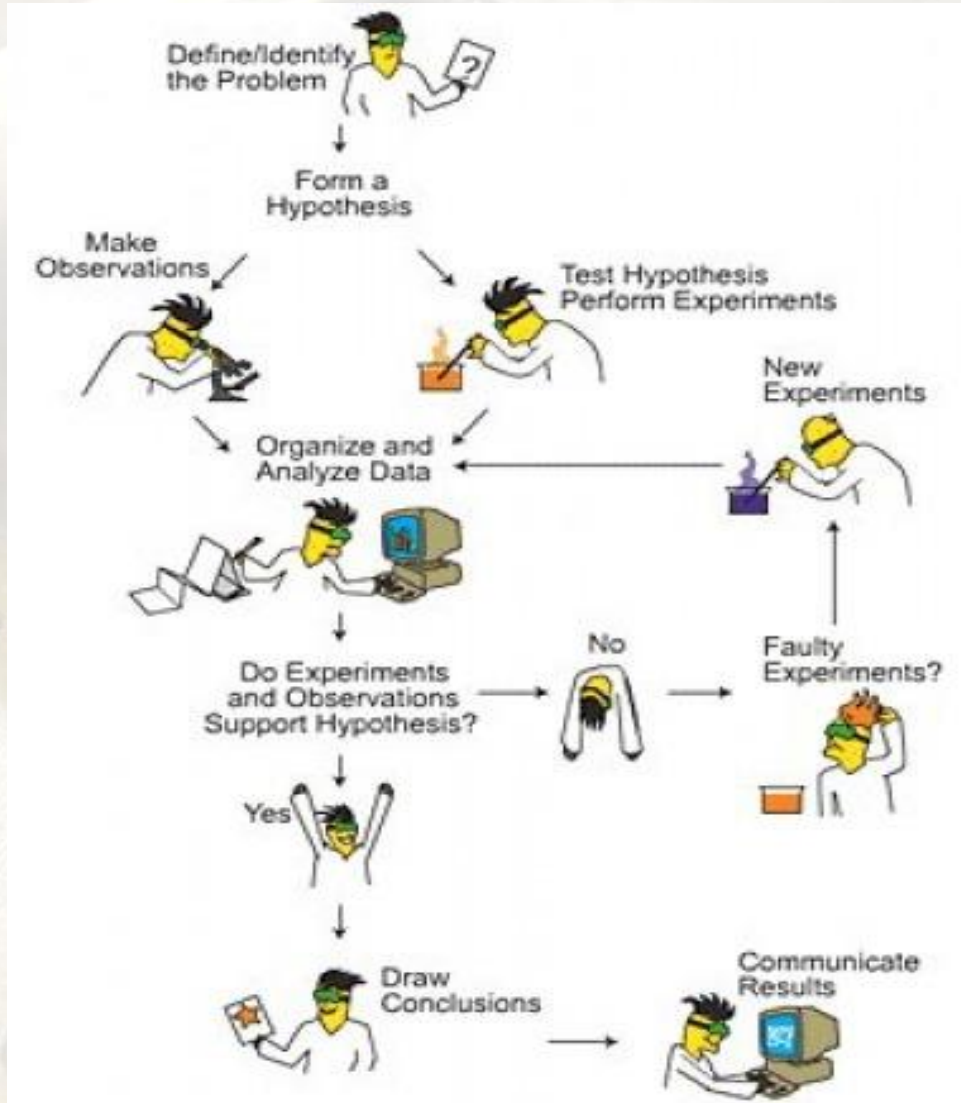 Define/Identify
the Problem
?
Form a
Hypothesis
Make
Observations
Test Hypothesis
Perform Experiments
New
Experiments
Organize and
Analyze Data
Do Experiments
and Observations
Support Hypothesis?
No
Faulty
Experiments?
Yes
Draw
Conclusions
Communicate
Results